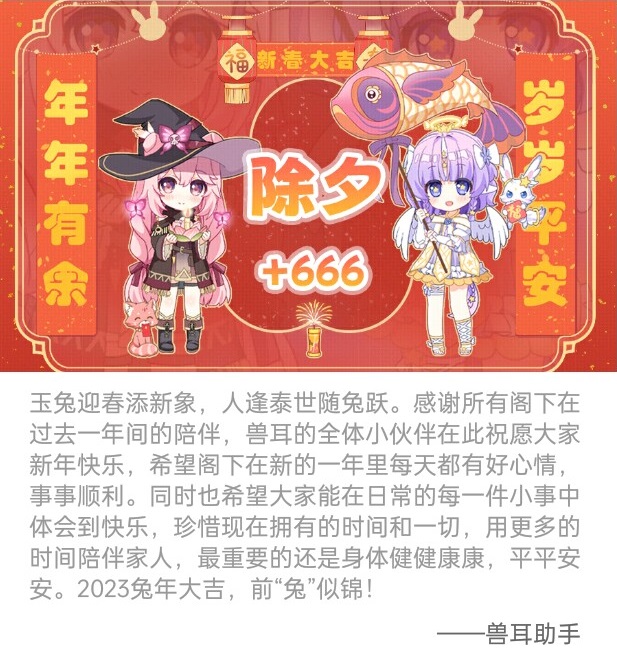 福 新春大吉
年年有余
岁岁平安
除夕
+666
玉兔迎春添新象，人逢泰世随兔跃。感谢所有阁下在
过去一年间的陪伴，兽耳的全体小伙伴在此祝愿大家
新年快乐，希望阁下在新的一年里每天都有好心情，
事事顺利。同时也希望大家能在日常的每一件小事中
体会到快乐，珍惜现在拥有的时间和一切，用更多的
时间陪伴家人，最重要的还是身体健健康康，平平安
安。2023兔年大吉，前“兔”似锦！
——兽耳助手